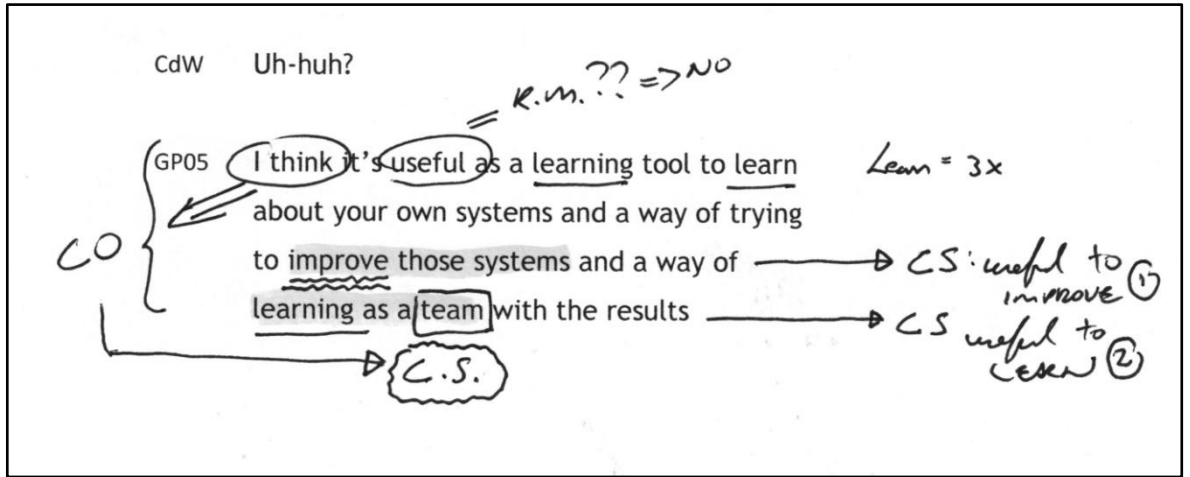 CdW Uh-huh?
R.M. ?? => NO
GP05 I think it's useful as a learning tool to learn
Learn = 3x
about your own systems and a way of trying
CO
to improve those systems and a way of
CS: useful to
IMPROVE 1
learning as a team with the results
CS useful to
LEARN 2
C.S.